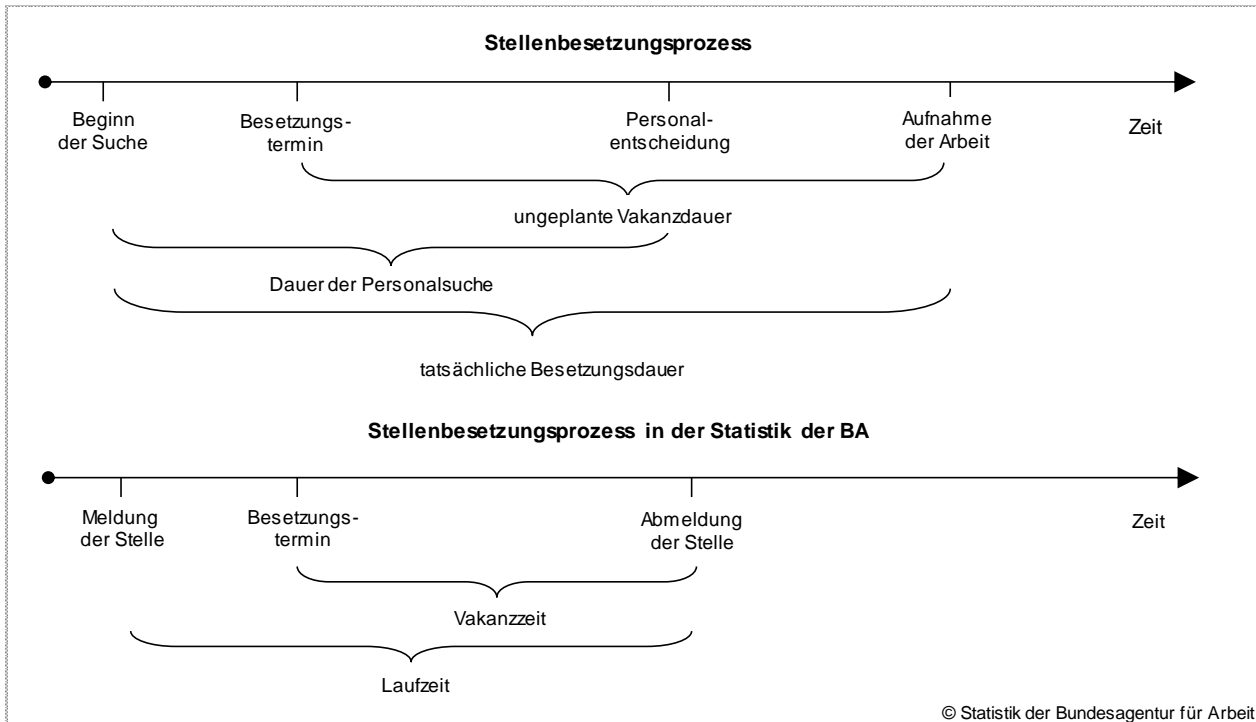 Stellenbesetzungsprozess
Beginn
der Suche
Besetzungs-
termin
Personal-
entscheidung
Aufnahme
der Arbeit
Zeit
ungeplante Vakanzdauer
Dauer der Personalsuche
tatsächliche Besetzungsdauer
Stellenbesetzungsprozess in der Statistik der BA
Meldung
der Stelle
Besetzungs-
termin
Abmeldung
der Stelle
Zeit
Vakanzzeit
Laufzeit
© Statistik der Bundesagentur für Arbeit